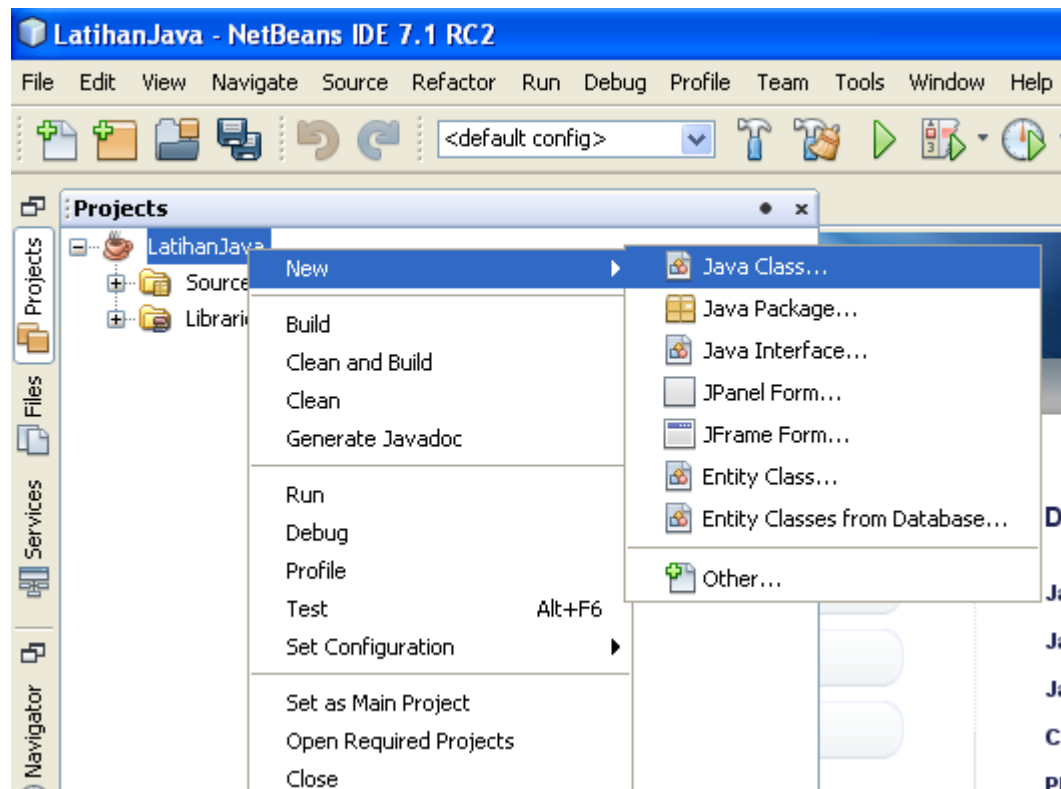 LatihanJava - NetBeans IDE 7.1 RC2
File Edit View Navigate Source Refactor Run Debug Profile Team Tools Window Help
<default config>
Projects
LatihanJava
Source
Projects
Files
Services
Navigator
New
Build
Clean and Build
Clean
Generate Javadoc
Run
Debug
Profile
Test Alt+F6
Set Configuration
Set as Main Project
Open Required Projects
Close
Java Class...
Java Package...
Java Interface...
JPanel Form...
JFrame Form...
Entity Class...
Entity Classes from Database...
Other...